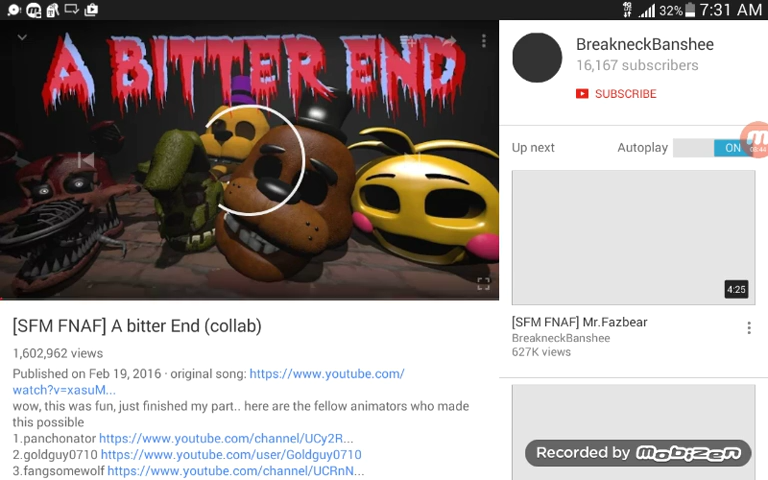 32% 7:31 AM
A BITTER END
BreakneckBanshee
16,167 subscribers
SUBSCRIBE
Up next
Autoplay ON
00:44
4:25
[SFM FNAF] Mr.Fazbear
BreakneckBanshee
627K views
[SFM FNAF] A bitter End (collab)
1,602,962 views
Published on Feb 19, 2016 · original song: https://www.youtube.com/
watch?v=xasuM...
wow, this was fun, just finished my part.. here are the fellow animators who made
this possible
1.panchonator https://www.youtube.com/channel/UCy2R...
2.goldguy0710 https://www.youtube.com/user/Goldguy0710
3.fangsomewolf https://www.youtube.com/channel/UCRnN...
Recorded by mobizen